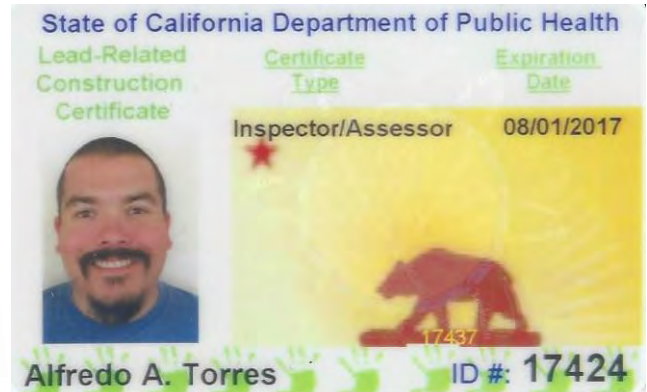 State of California Department of Public Health
Lead-Related
Construction
Certificate
Certificate
Type
Expiration
Date
Inspector/Assessor 08/01/2017
17437
Alfredo A. Torres ID #: 17424